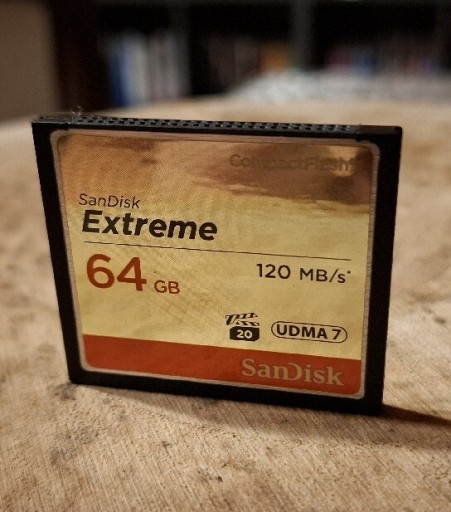 CompactFlash®
SanDisk
Extreme
64 GB
120 MB/s*
20
UDMA 7
SanDisk